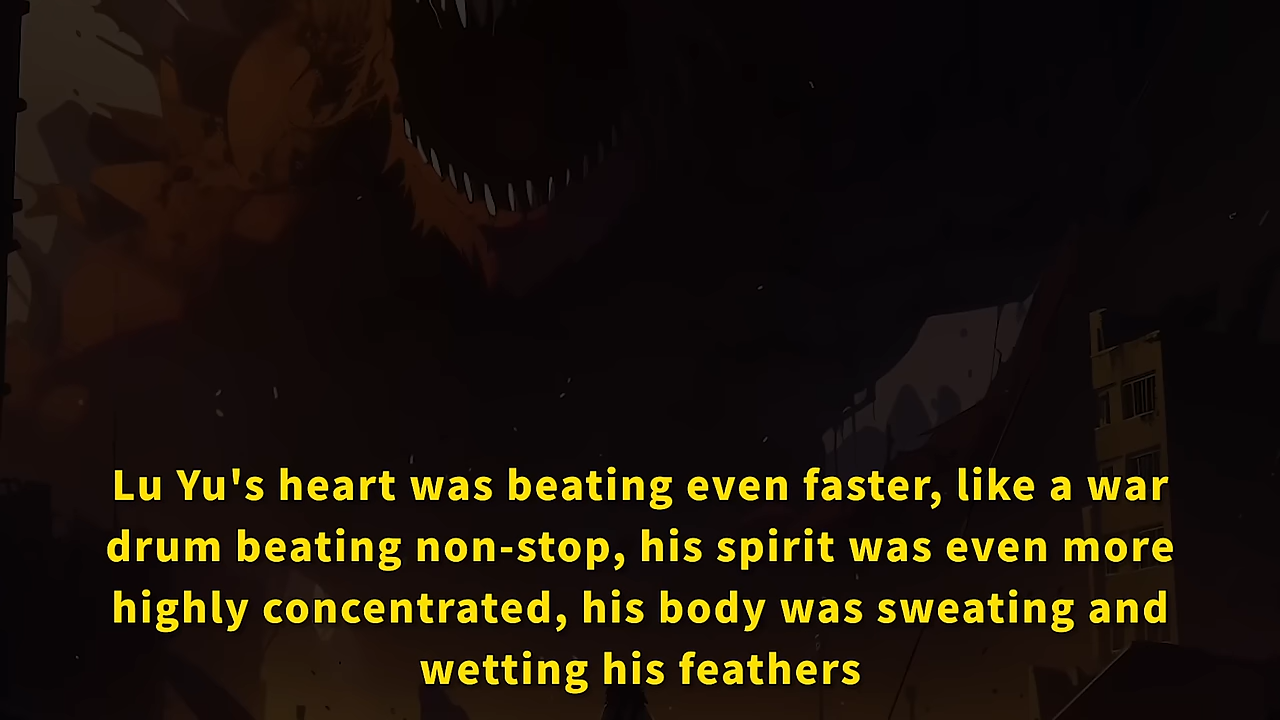 Lu Yu's heart was beating even faster, like a war
drum beating non-stop, his spirit was even more
highly concentrated, his body was sweating and
wetting his feathers